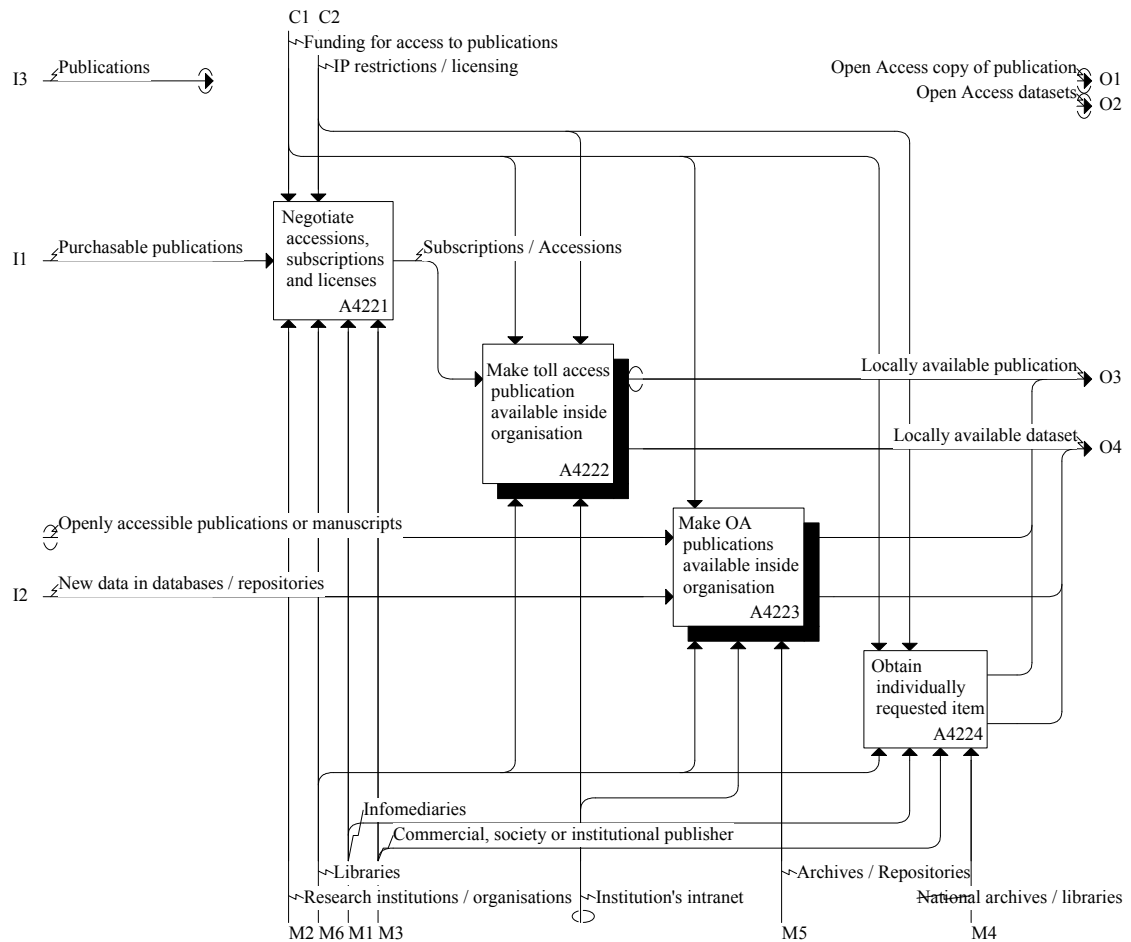 C1 C2
Funding for access to publications
I3 Publications
IP restrictions / licensing
Open Access copy of publication O1
Open Access datasets O2
Negotiate
accessions,
subscriptions
and licenses
A4221
I1 Purchasable publications
Subscriptions / Accessions
Make toll access
publication
available inside
organisation
A4222
Locally available publication O3
Locally available dataset O4
Openly accessible publications or manuscripts
Make OA
publications
available inside
organisation
A4223
I2 New data in databases / repositories
Obtain
individually
requested item
A4224
Infomediaries
Commercial, society or institutional publisher
Libraries
Archives / Repositories
Research institutions / organisations
Institution's intranet
National archives / libraries
M2 M6 M1 M3
M5
M4